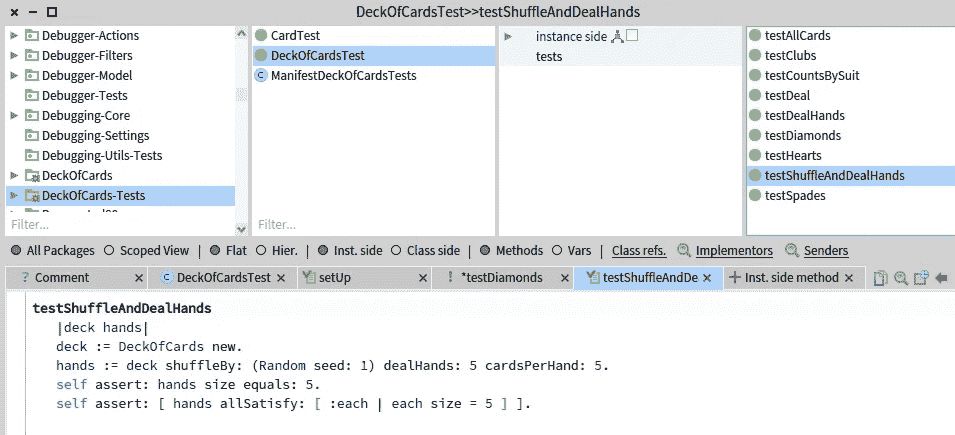 DeckOfCardsTest>>testShuffleAndDealHands
Debugger-Actions
Debugger-Filters
Debugger-Model
Debugger-Tests
Debugging-Core
Debugging-Settings
Debugging-Utils-Tests
DeckOfCards
DeckOfCards-Tests
Filter...
CardTest
DeckOfCardsTest
ManifestDeckOfCardsTests
Filter...
instance side
tests
testAllCards
testClubs
testCountsBySuit
testDeal
testDealHands
testDiamonds
testHearts
testShuffleAndDealHands
testSpades
All Packages Scoped View | Flat Hier. | Inst. side Class side | Methods Vars | Class refs. Implementors Senders
? Comment × DeckOfCardsTest × setUp × ! *testDiamonds × testShuffleAndDe × + Inst. side method ×
testShuffleAndDealHands
|deck hands|
deck := DeckOfCards new.
hands := deck shuffleBy: (Random seed: 1) dealHands: 5 cardsPerHand: 5.
self assert: hands size equals: 5.
self assert: [ hands allSatisfy: [ :each | each size = 5 ] ].